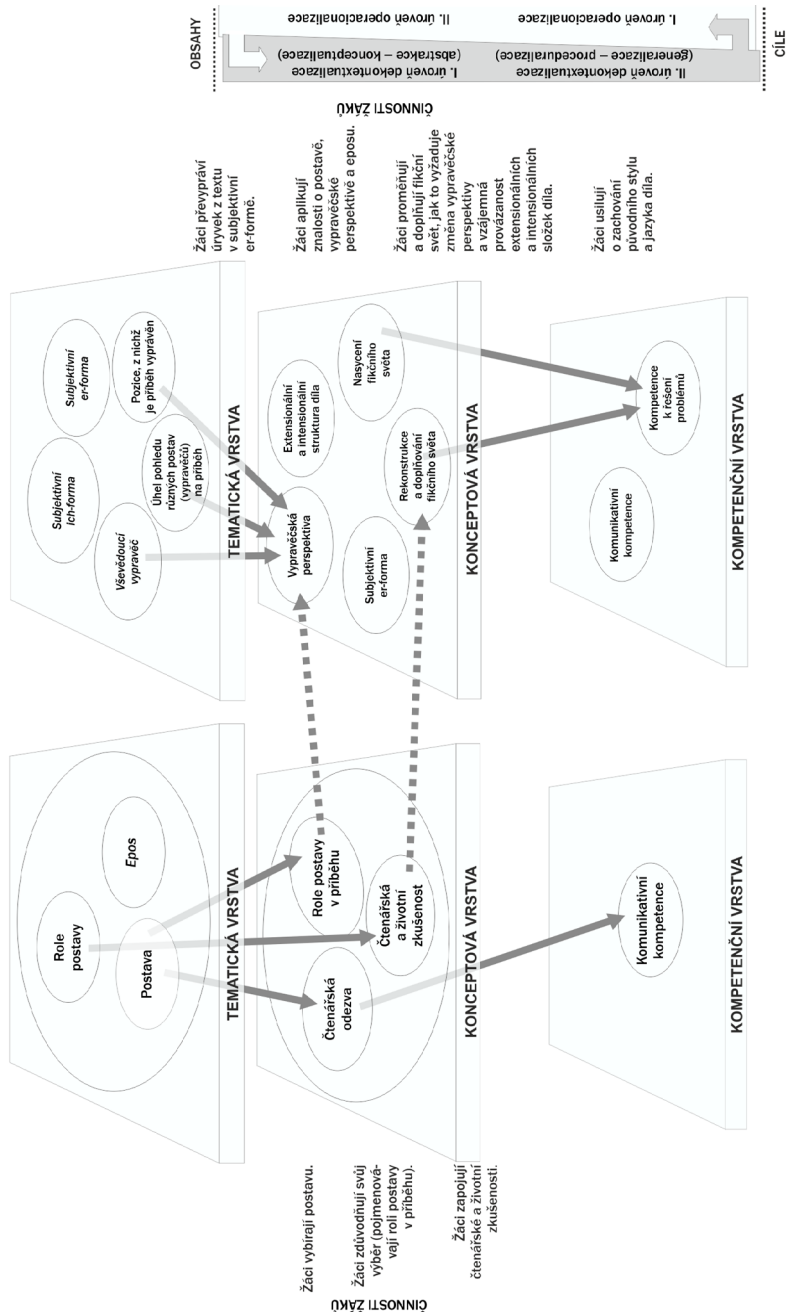 ČINNOSTI ŽÁKŮ
Žáci vybírají postavu.
Žáci zdůvodňují svůj
výběr (pojmenová-
vají roli postavy
v příběhu).
Žáci zapojují
čtenářské a životní
zkušenosti.
Role
postavy
Epos
Postava
TEMATICKÁ VRSTVA
Role postavy
v příběhu
Čtenářská
a životní
zkušenost
Čtenářská
odezva
KONCEPTOVÁ VRSTVA
Komunikativní
kompetence
KOMPETENČNÍ VRSTVA
Subjektivní
Ich-forma
Subjektivní
er-forma
Vševědoucí
vypravěč
Úhel pohledu
různých postav
(vypravěčů)
na příběh
Pozice, z nichž
je příběh vyprávěn
TEMATICKÁ VRSTVA
Vypravěčská
perspektiva
Extensionální
a intensionální
struktura díla
Subjektivní
er-forma
Rekonstrukce
a doplňování
fikčního světa
Nasycení
fikčního
světa
KONCEPTOVÁ VRSTVA
Komunikativní
kompetence
Kompetence
k řešení
problémů
KOMPETENČNÍ VRSTVA
Žáci převypráví
úryvek z textu
v subjektivní
er-formě.
Žáci aplikují
znalosti o postavě,
vypravěčské
perspektivě a eposu.
Žáci proměňují
a doplňují fikční
svět, jak to vyžaduje
změna vypravěčské
perspektivy
a vzájemná
provázanost
extensionálních
a intensionálních
složek díla.
Žáci usilují
o zachování
původního stylu
a jazyka díla.
ČINNOSTI ŽÁKŮ
OBSAHY
I. úroveň dekontextualizace
(abstrakce – konceptualizace)
II. úroveň dekontextualizace
(generalizace – proceduralizace)
II. úroveň operacionalizace
I. úroveň operacionalizace
CÍLE